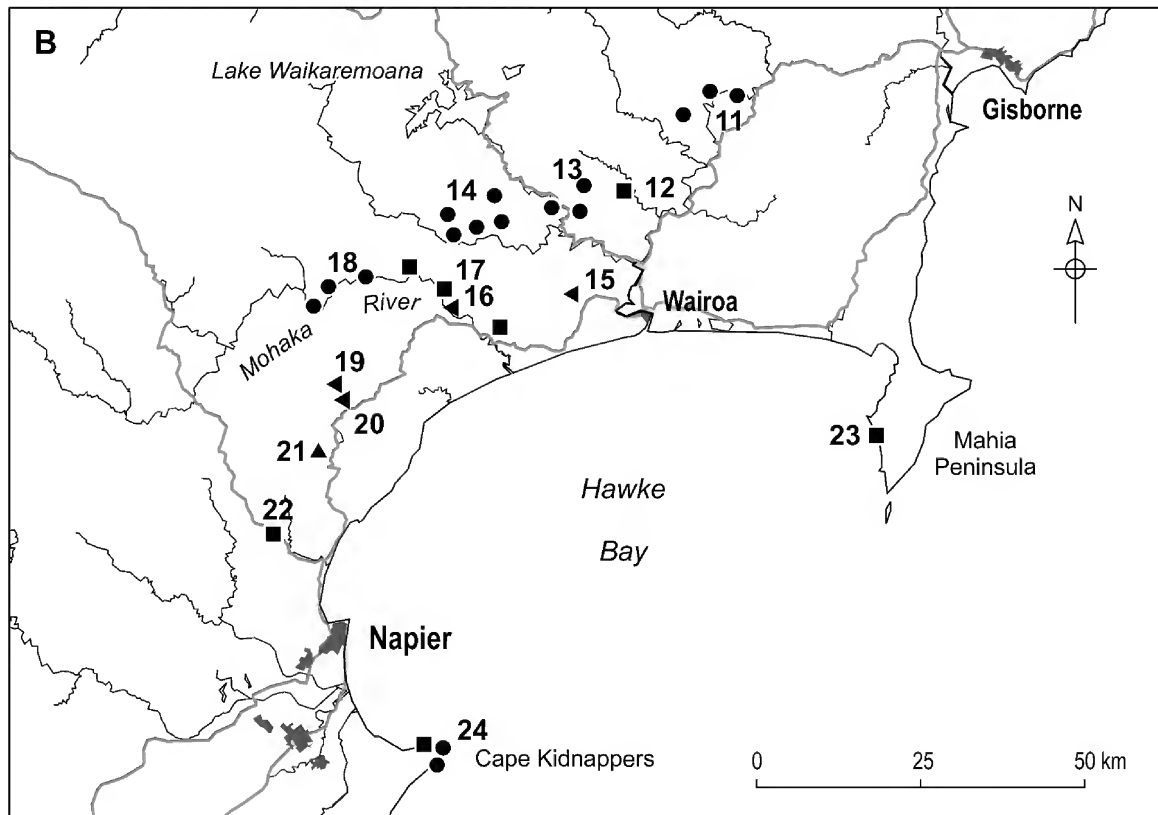 B
Lake Waikaremoana
Gisborne
11
13
12
14
N
18
17
15
River
16
Wairoa
Mohaka
19
20
21
23
Mahia
Peninsula
22
Hawke
Bay
Napier
24
Cape Kidnappers
0 25 50 km